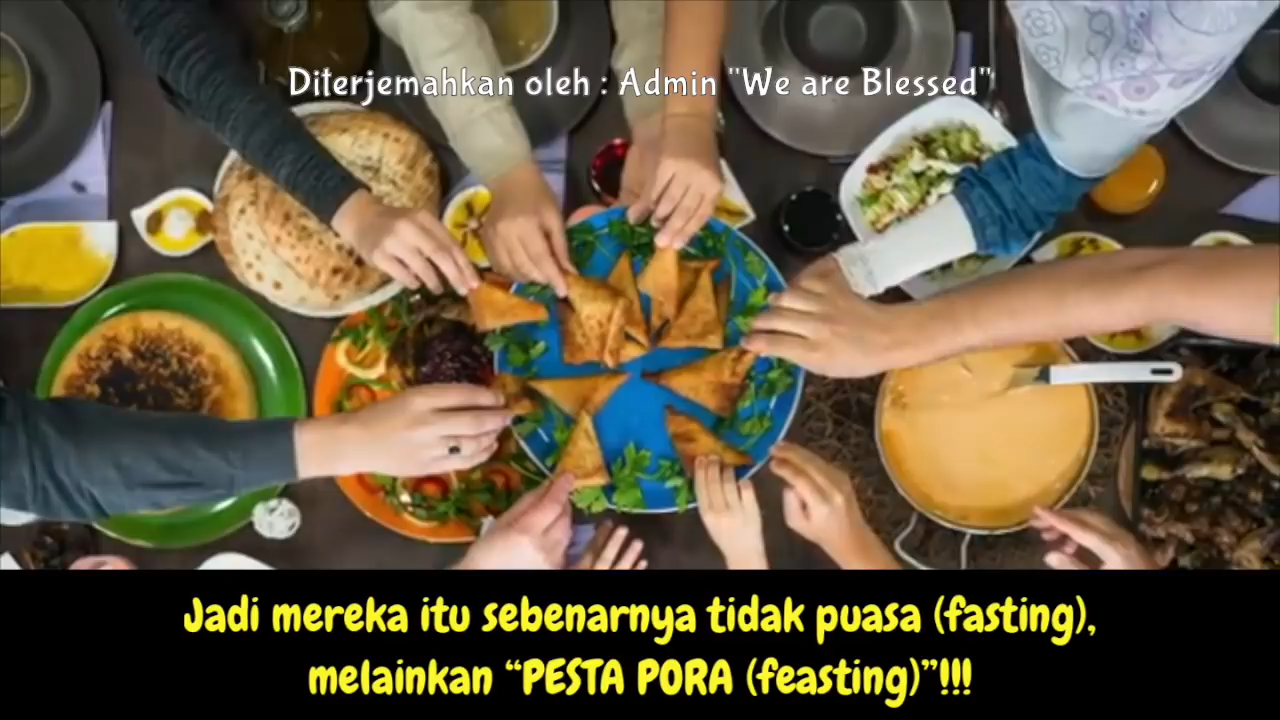 Diterjemahkan oleh : Admin "We are Blessed"
Jadi mereka itu sebenarnya tidak puasa (fasting),
melainkan “PESTA PORA (feasting)”!!!